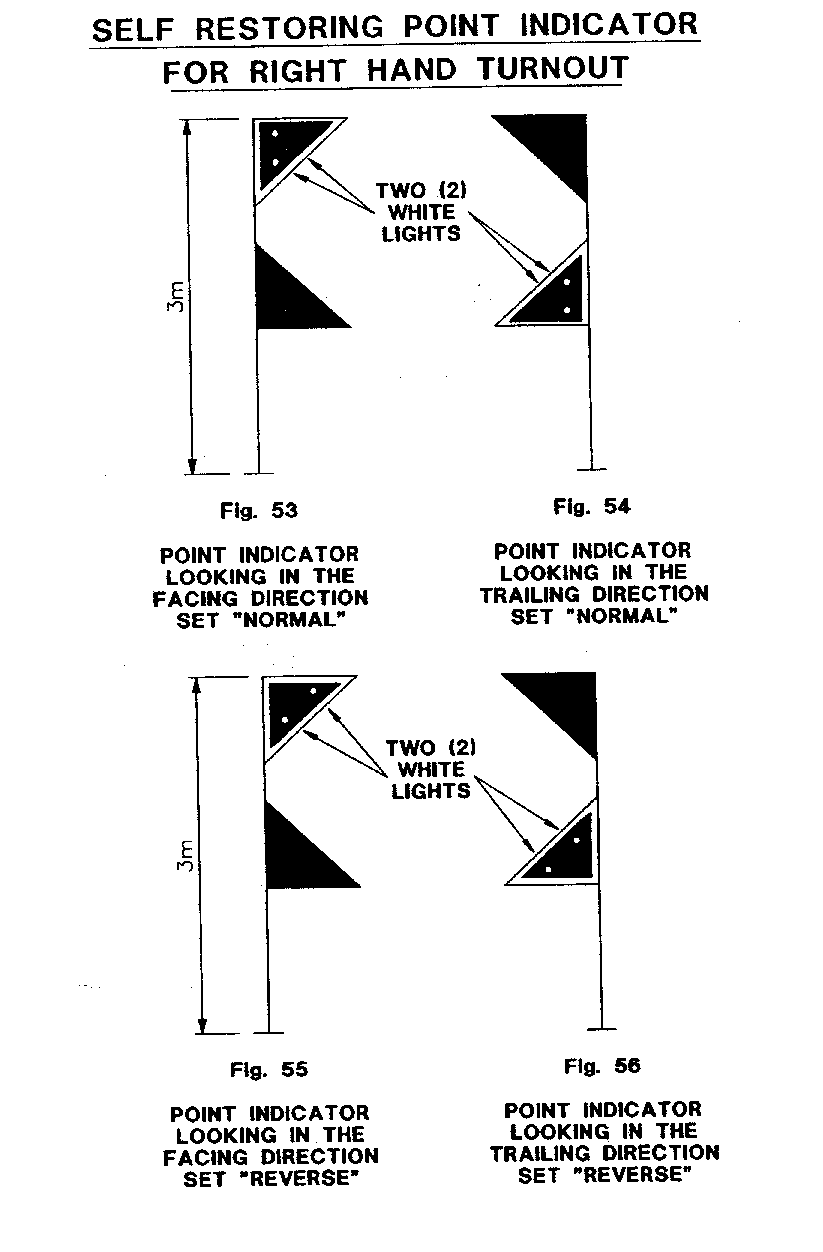 SELF RESTORING POINT INDICATOR
FOR RIGHT HAND TURNOUT
TWO (2)
WHITE
LIGHTS
3m
Fig. 53
POINT INDICATOR
LOOKING IN THE
FACING DIRECTION
SET "NORMAL"
Fig. 54
POINT INDICATOR
LOOKING IN THE
TRAILING DIRECTION
SET "NORMAL"
TWO (2)
WHITE
LIGHTS
3m
Fig. 55
POINT INDICATOR
LOOKING IN THE
FACING DIRECTION
SET "REVERSE"
Fig. 56
POINT INDICATOR
LOOKING IN THE
TRAILING DIRECTION
SET "REVERSE"